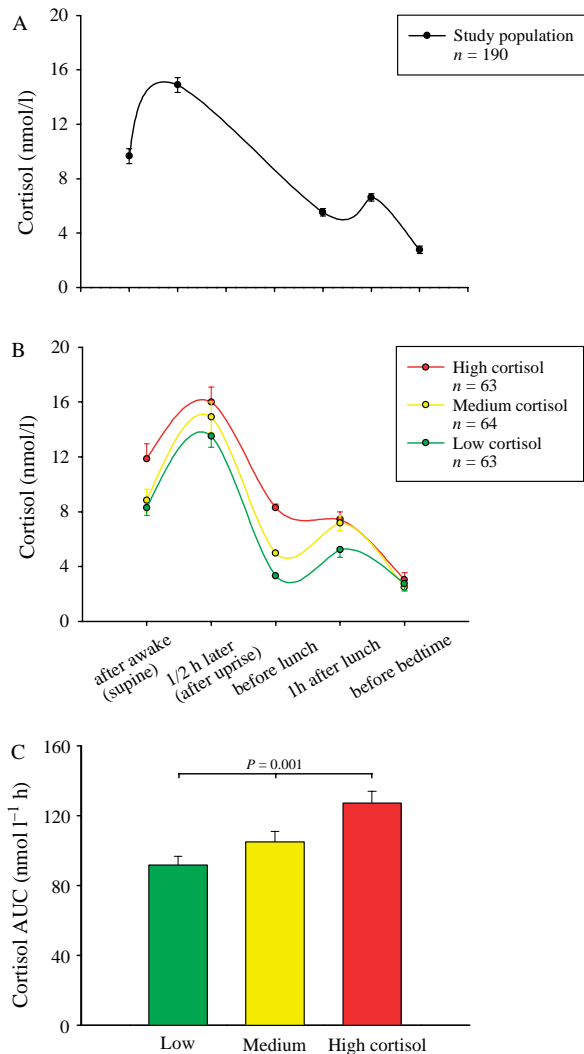 A
20
16
12
8
4
0
Cortisol (nmol/l)
Study population
n = 190
B
20
16
12
8
4
0
Cortisol (nmol/l)
High cortisol
n = 63
Medium cortisol
n = 64
Low cortisol
n = 63
after awake
(supine)
1/2 h later
(after uprise)
before lunch
1h after lunch
before bedtime
C
160
120
80
40
0
Cortisol AUC (nmol l⁻¹ h)
P = 0.001
Low
Medium
High cortisol